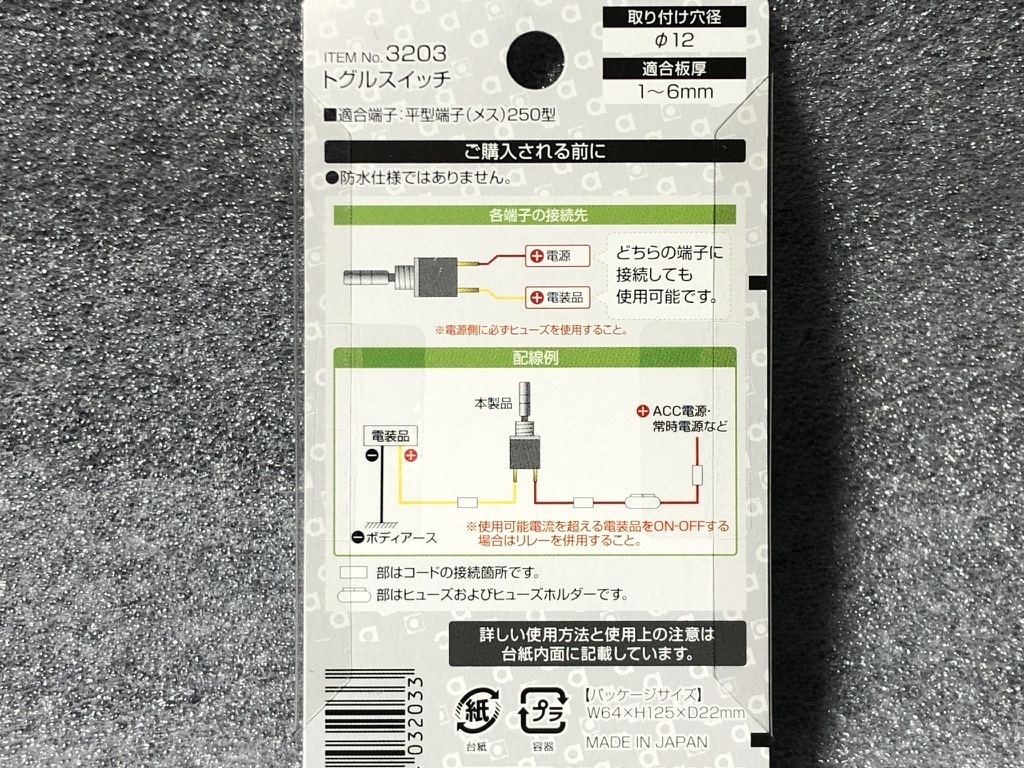 取り付け穴径
φ12
適合板厚
1～6mm
ITEM No. 3203
トグルスイッチ
■適合端子：平型端子（メス）250型
ご購入される前に
●防水仕様ではありません。
各端子の接続先
＋電源
＋電装品
どちらの端子に
接続しても
使用可能です。
※電源側に必ずヒューズを使用すること。
配線例
本製品
＋ACC電源・
常時電源など
電装品
－ ＋
－ボディアース
※使用可能電流を超える電装品をON-OFFする
場合はリレーを併用すること。
部はコードの接続箇所です。
部はヒューズおよびヒューズホルダーです。
詳しい使用方法と使用上の注意は
台紙内面に記載しています。
032033
紙
台紙
プラ
容器
【パッケージサイズ】
W64×H125×D22mm
MADE IN JAPAN